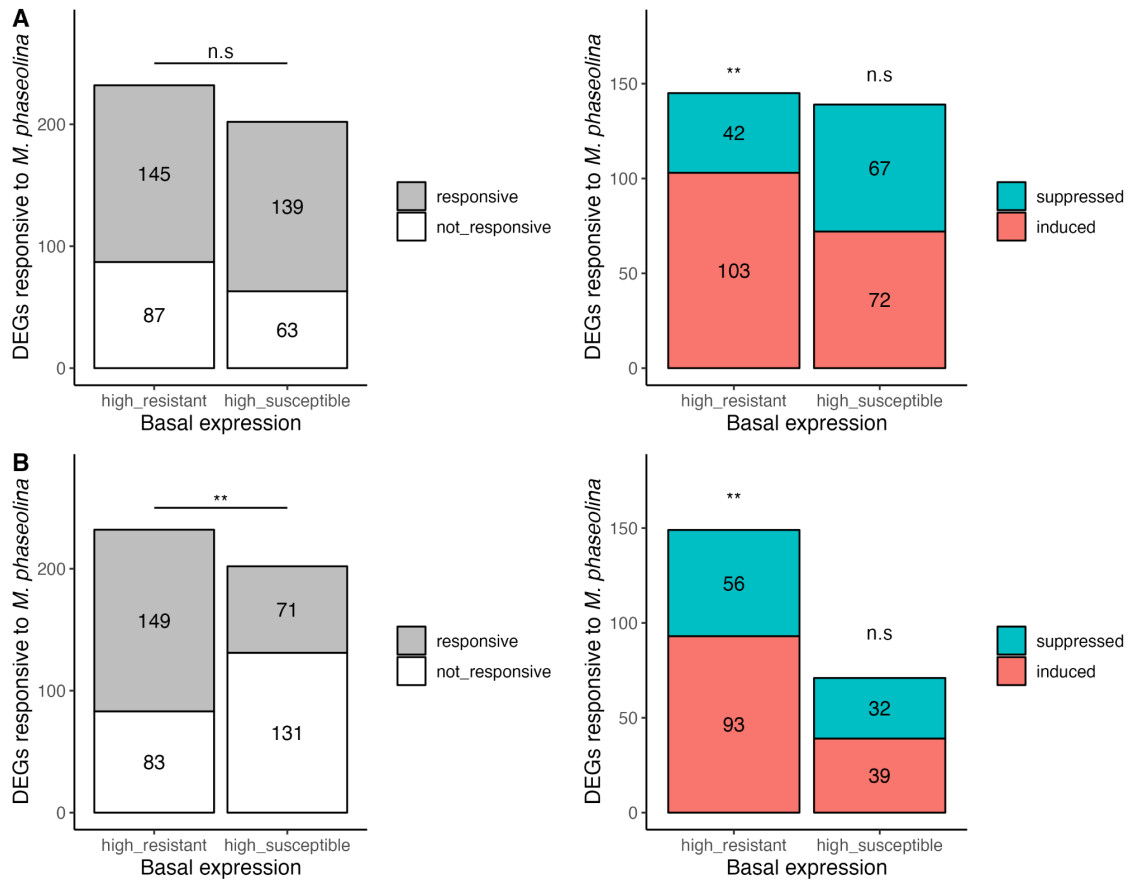 A
DEGs responsive to M. phaseolina
200
100
0
n.s
145
87
139
63
high_resistant
high_susceptible
Basal expression
responsive
not_responsive
DEGs responsive to M. phaseolina
150
100
50
0
**
n.s
42
103
67
72
high_resistant
high_susceptible
Basal expression
suppressed
induced
B
DEGs responsive to M. phaseolina
200
100
0
**
149
83
71
131
high_resistant
high_susceptible
Basal expression
responsive
not_responsive
DEGs responsive to M. phaseolina
150
100
50
0
**
n.s
56
93
32
39
high_resistant
high_susceptible
Basal expression
suppressed
induced